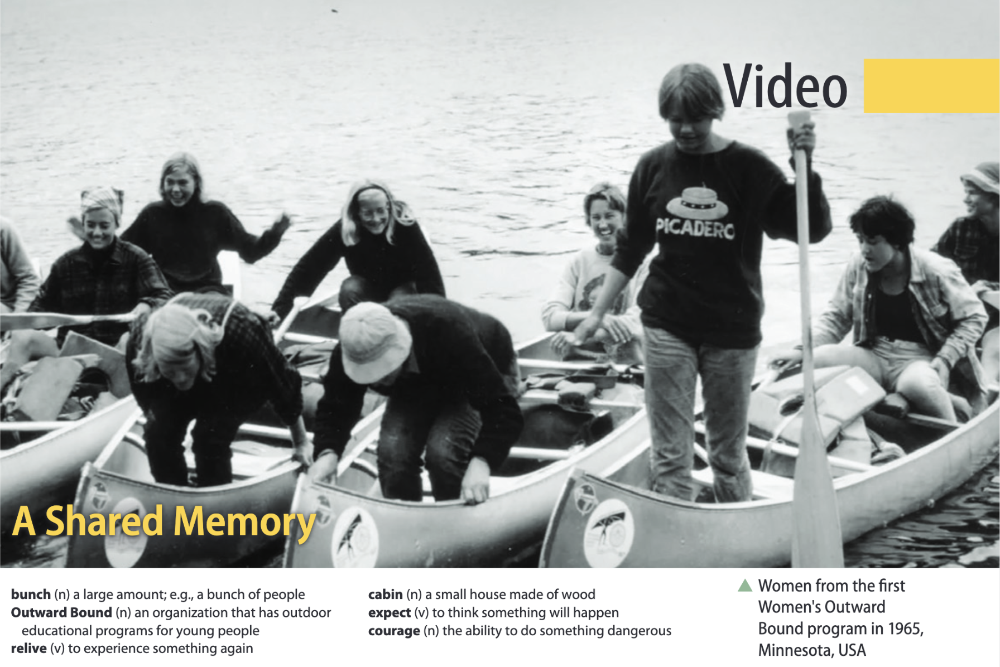 Video
PICADERO
A Shared Memory
bunch (n) a large amount; e.g., a bunch of people
Outward Bound (n) an organization that has outdoor
educational programs for young people
relive (v) to experience something again
cabin (n) a small house made of wood
expect (v) to think something will happen
courage (n) the ability to do something dangerous
Women from the first
Women's Outward
Bound program in 1965,
Minnesota, USA